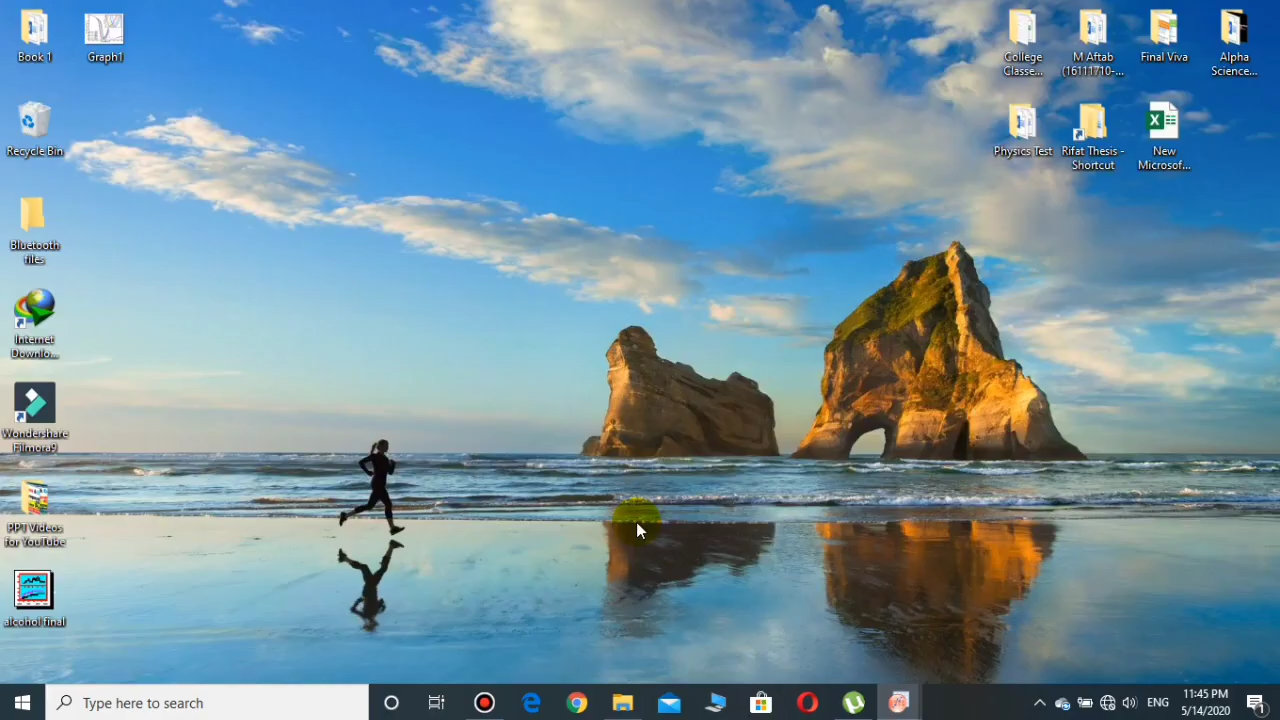 Book 1
Graph1
Recycle Bin
Bluetooth
files
Internet
Downlo...
Wondershare
Filmora9
PPT Videos
for YouTube
alcohol final
College
Classe...
M Aftab
(16111710-...
Final Viva
Alpha
Science...
Physics Test
Rifat Thesis -
Shortcut
New
Microsof...
Type here to search
ENG
11:45 PM
5/14/2020
1